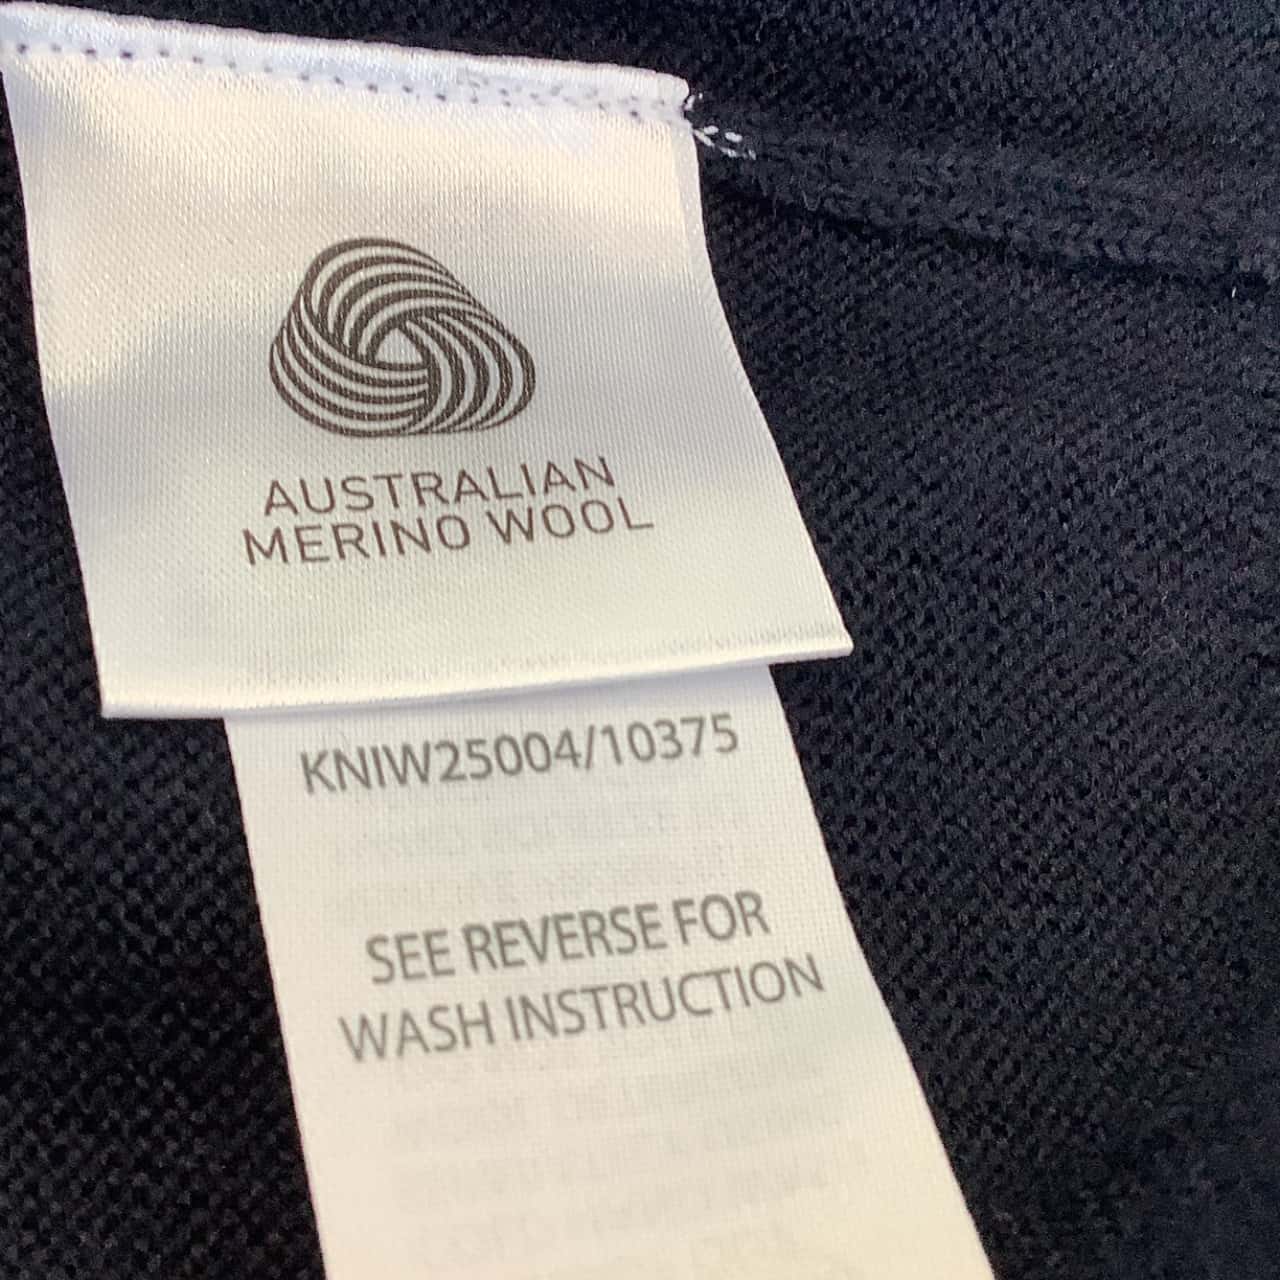 AUSTRALIAN
MERINO WOOL
KNIW25004/10375
SEE REVERSE FOR
WASH INSTRUCTION